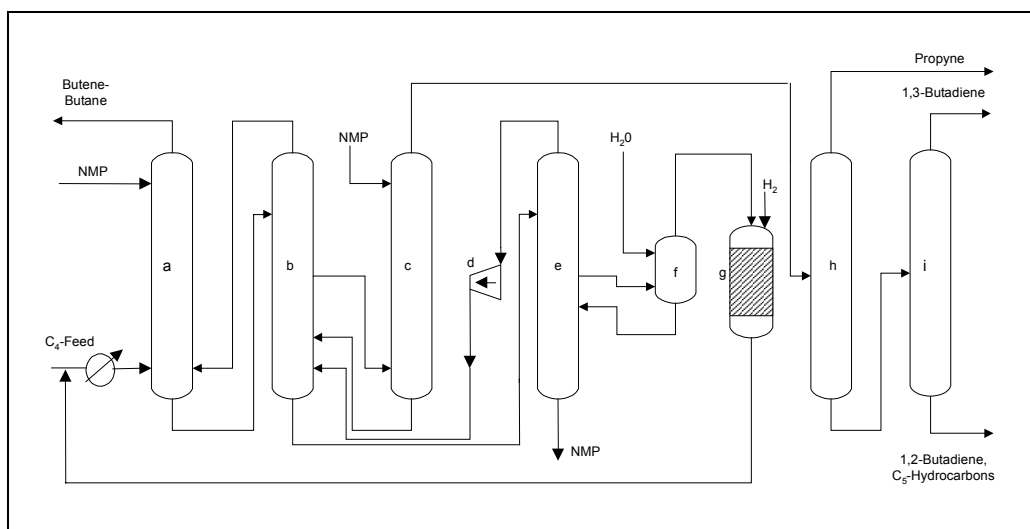 Propyne
Butene-
Butane
1,3-Butadiene
NMP
H20
NMP
H2
a
b
c
d
e
f
g
h
i
C4-Feed
NMP
1,2-Butadiene,
C5-Hydrocarbons